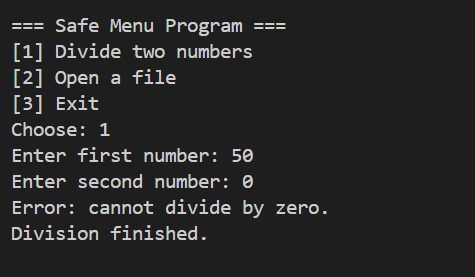 === Safe Menu Program ===
[1] Divide two numbers
[2] Open a file
[3] Exit
Choose: 1
Enter first number: 50
Enter second number: 0
Error: cannot divide by zero.
Division finished.